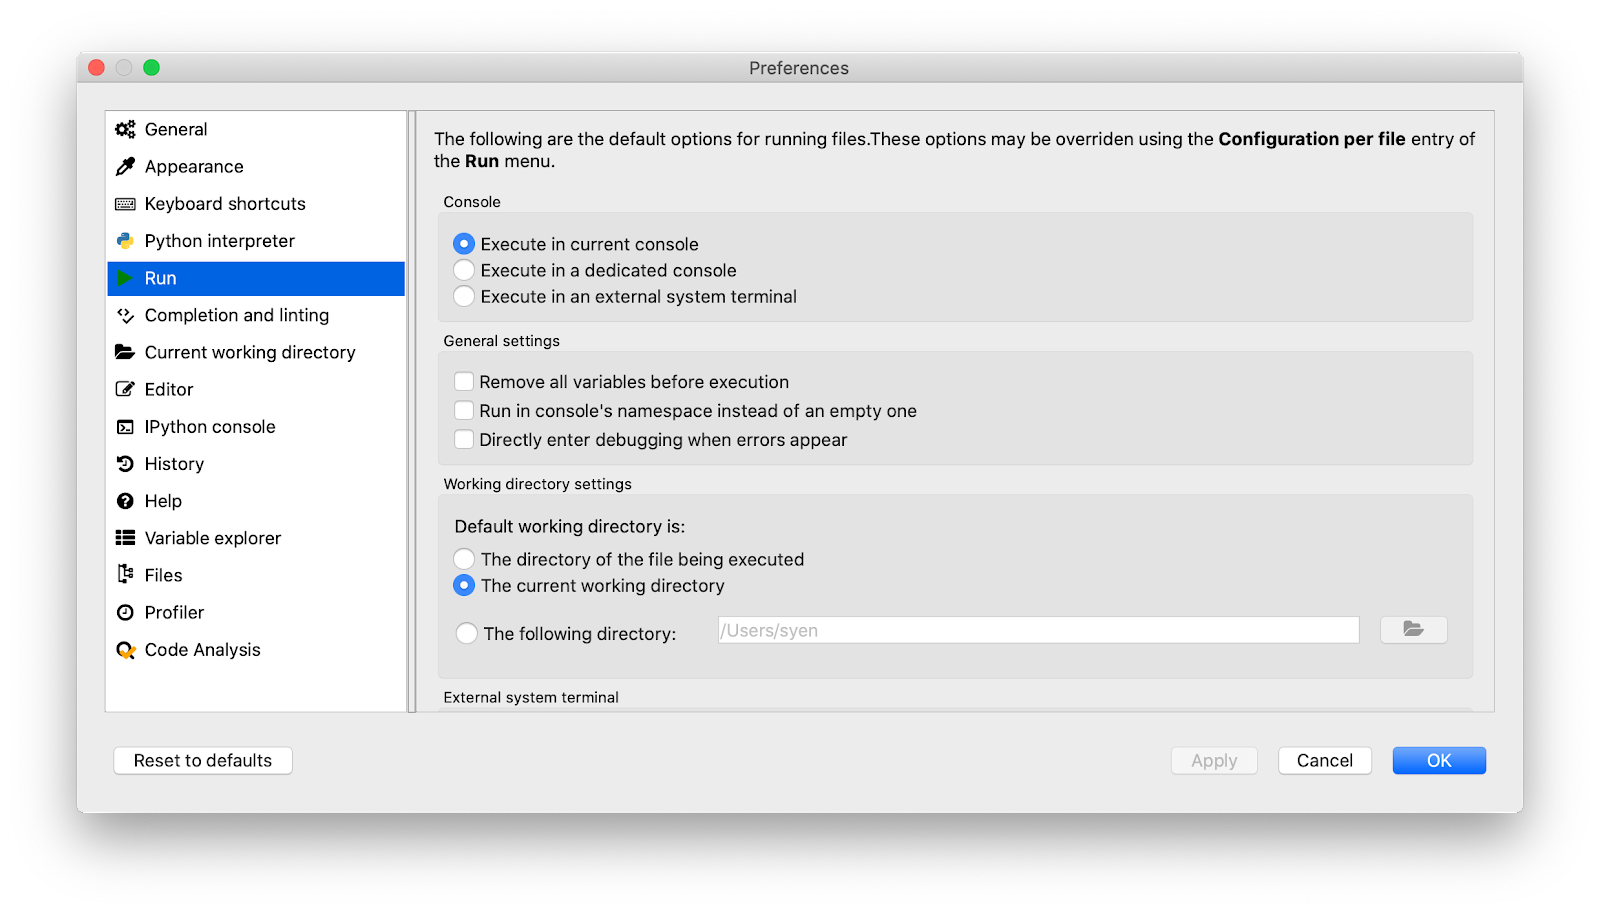 Preferences
General
Appearance
Keyboard shortcuts
Python interpreter
Run
Completion and linting
Current working directory
Editor
IPython console
History
Help
Variable explorer
Files
Profiler
Code Analysis
The following are the default options for running files.These options may be overriden using the Configuration per file entry of
the Run menu.
Console
Execute in current console
Execute in a dedicated console
Execute in an external system terminal
General settings
Remove all variables before execution
Run in console's namespace instead of an empty one
Directly enter debugging when errors appear
Working directory settings
Default working directory is:
The directory of the file being executed
The current working directory
The following directory: /Users/syen
External system terminal
Reset to defaults Apply Cancel OK